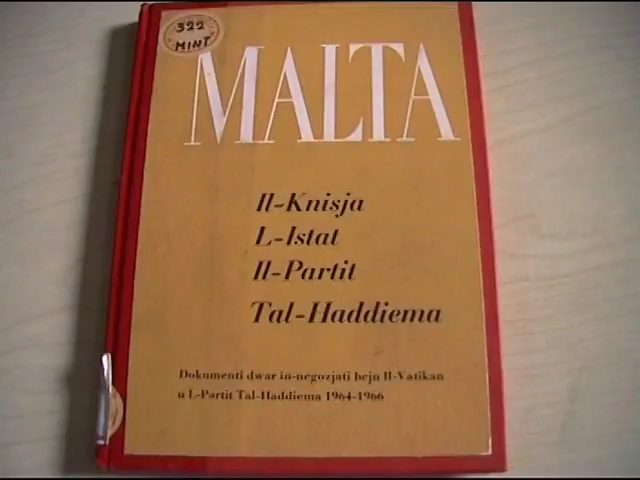 322
MINT
MALTA
Il-Knisja
L-Istat
Il-Partit
Tal-Haddiema
Dokumenti dwar in-negozjati bejn Il-Vatikan
u L-Partit Tal-Haddiema 1964-1966